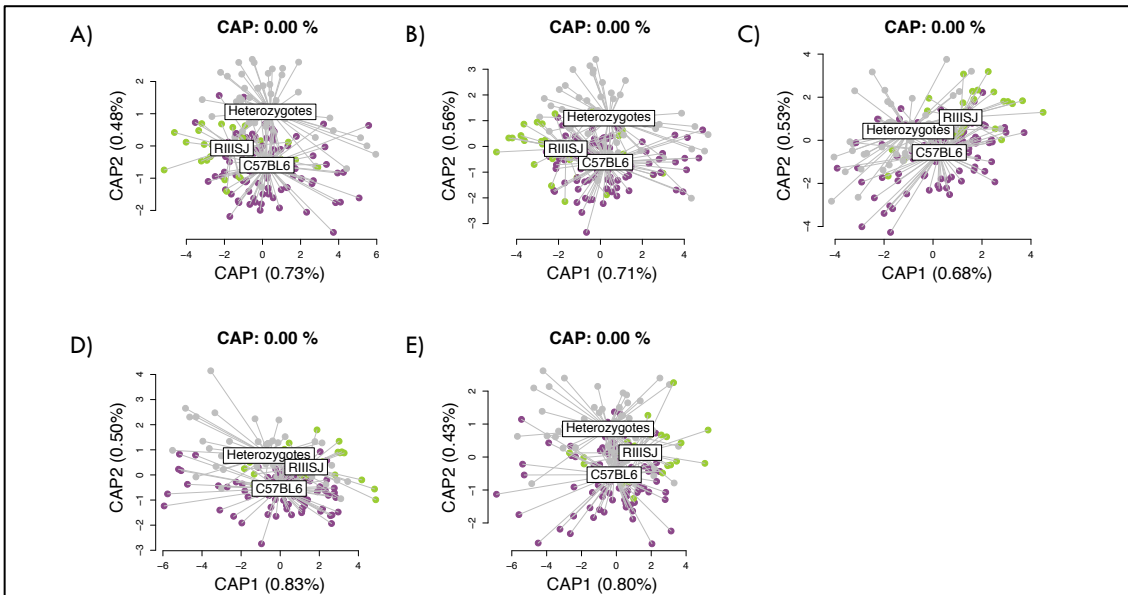 A)
CAP: 0.00 %
CAP2 (0.48%)
2
1
0
−1
−2
Heterozygotes
RIIISJ
C57BL6
−4 −2 0 2 4 6
CAP1 (0.73%)
B)
CAP: 0.00 %
CAP2 (0.56%)
3
2
1
0
−1
−2
−3
Heterozygotes
RIIISJ
C57BL6
−4 −2 0 2 4
CAP1 (0.71%)
C)
CAP: 0.00 %
CAP2 (0.53%)
4
2
0
−2
−4
RIIISJ
Heterozygotes
C57BL6
−4 −2 0 2 4
CAP1 (0.68%)
D)
CAP: 0.00 %
CAP2 (0.50%)
4
3
2
1
0
−1
−2
−3
Heterozygotes
RIIISJ
C57BL6
−6 −4 −2 0 2 4
CAP1 (0.83%)
E)
CAP: 0.00 %
CAP2 (0.43%)
2
1
0
−1
−2
Heterozygotes
RIIISJ
C57BL6
−6 −4 −2 0 2 4
CAP1 (0.80%)